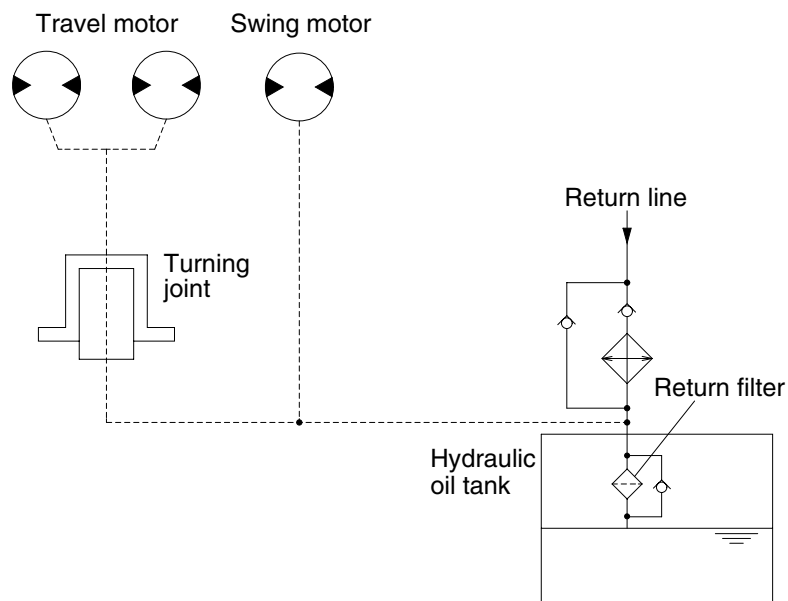 Travel motor
Swing motor
Return line
Turning
joint
Return filter
Hydraulic
oil tank